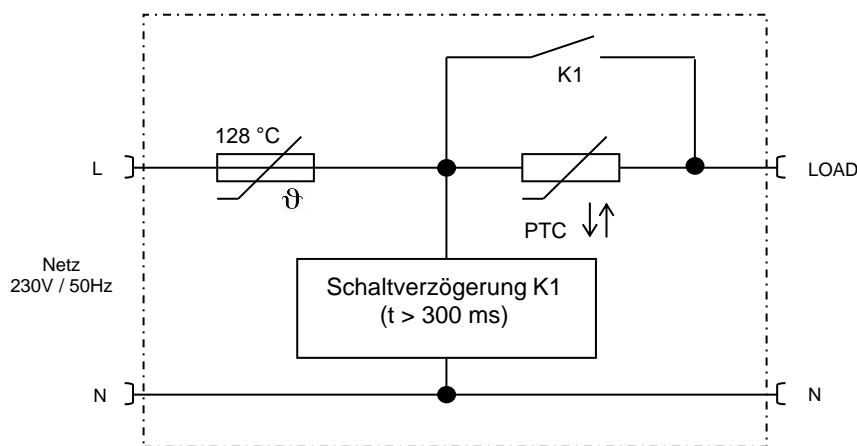 K1
128 °C
L
LOAD
ϑ
PTC ↓↑
Netz
230V / 50Hz
Schaltverzögerung K1
(t > 300 ms)
N
N